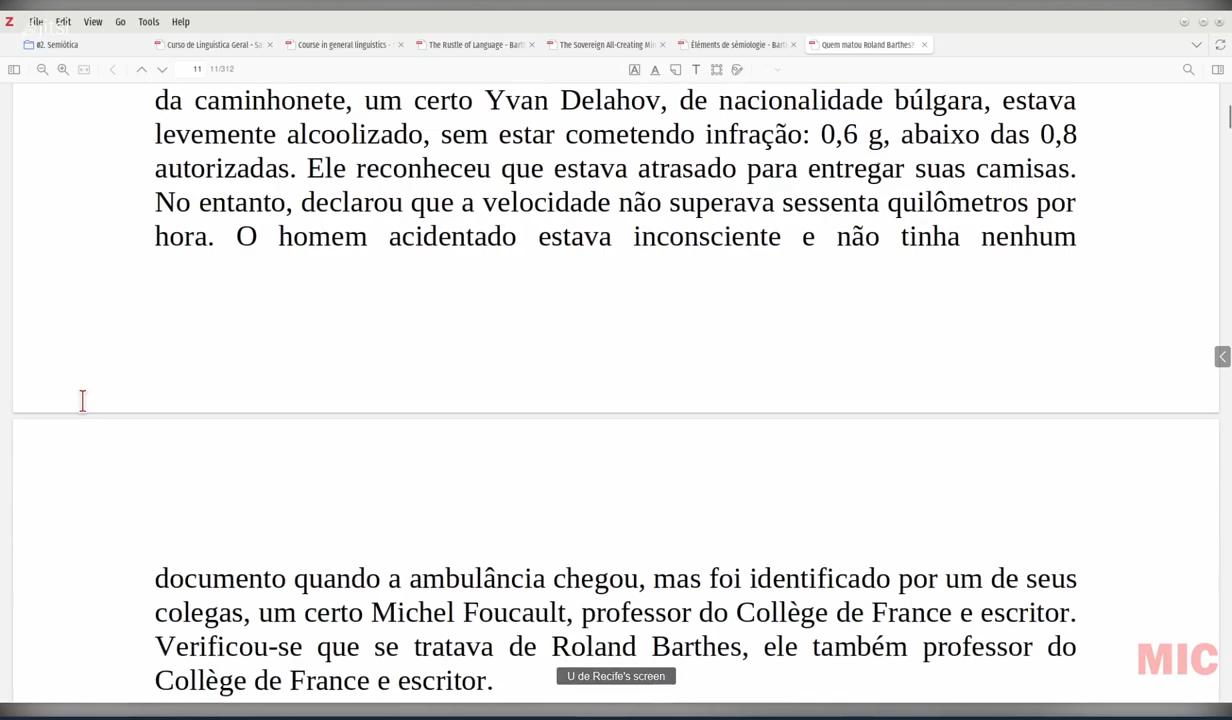 File Edit View Go Tools Help
#2. Semiótica
Curso de Linguística Geral - Sa
Course in general linguistics -
The Rustle of Language - Bart
The Sovereign All-Creating Min
Éléments de sémiologie - Bart
Quem matou Roland Barthes?
11 11/312
da caminhonete, um certo Yvan Delahov, de nacionalidade búlgara, estava
levemente alcoolizado, sem estar cometendo infração: 0,6 g, abaixo das 0,8
autorizadas. Ele reconheceu que estava atrasado para entregar suas camisas.
No entanto, declarou que a velocidade não superava sessenta quilômetros por
hora. O homem acidentado estava inconsciente e não tinha nenhum
documento quando a ambulância chegou, mas foi identificado por um de seus
colegas, um certo Michel Foucault, professor do Collège de France e escritor.
Verificou-se que se tratava de Roland Barthes, ele também professor do
Collège de France e escritor.
U de Recife's screen
MIC